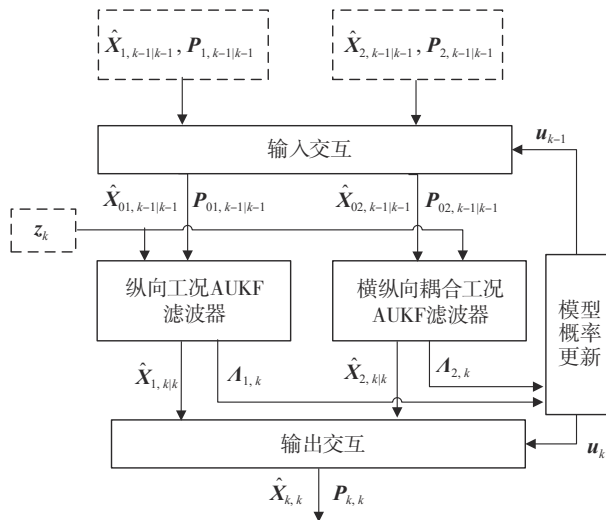 X̂₁,ₖ₋₁|ₖ₋₁, P₁,ₖ₋₁|ₖ₋₁
X̂₂,ₖ₋₁|ₖ₋₁, P₂,ₖ₋₁|ₖ₋₁
uₖ₋₁
输入交互
X̂₀₁,ₖ₋₁|ₖ₋₁ P₀₁,ₖ₋₁|ₖ₋₁
X̂₀₂,ₖ₋₁|ₖ₋₁ P₀₂,ₖ₋₁|ₖ₋₁
zₖ
纵向工况AUKF
滤波器
横纵向耦合工况
AUKF滤波器
模型
概率
更新
X̂₁,ₖ|ₖ Λ₁,ₖ
X̂₂,ₖ|ₖ Λ₂,ₖ
输出交互
uₖ
X̂ₖ,ₖ Pₖ,ₖ